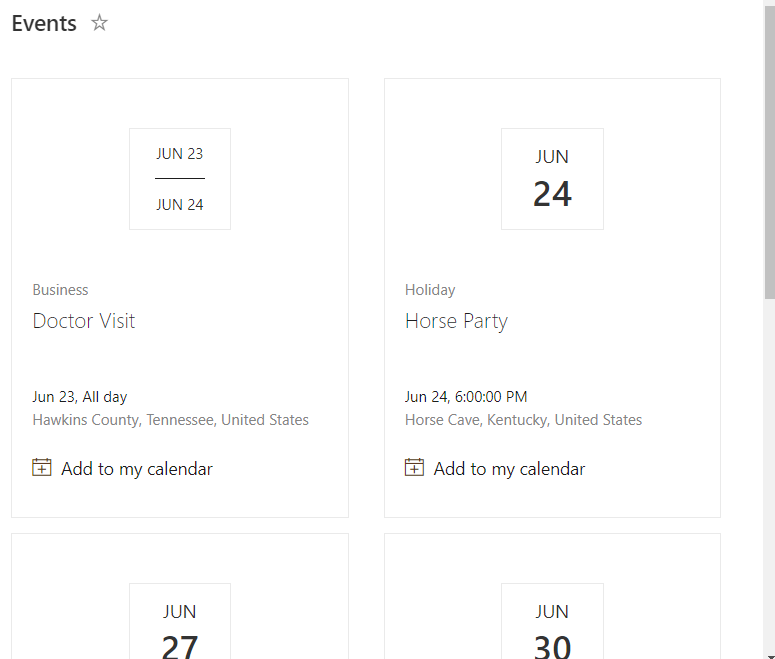 Events
JUN 23
JUN 24
Business
Doctor Visit
Jun 23, All day
Hawkins County, Tennessee, United States
Add to my calendar
JUN
24
Holiday
Horse Party
Jun 24, 6:00:00 PM
Horse Cave, Kentucky, United States
Add to my calendar
JUN
27
JUN
30